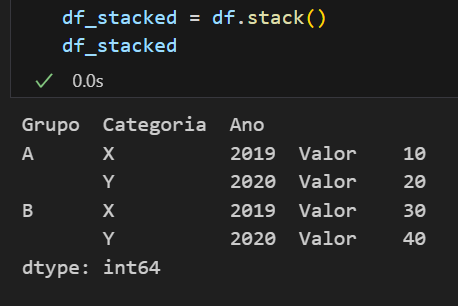 df_stacked = df.stack()
df_stacked
0.0s
Grupo  Categoria  Ano
A      X          2019  Valor    10
       Y          2020  Valor    20
B      X          2019  Valor    30
       Y          2020  Valor    40
dtype: int64